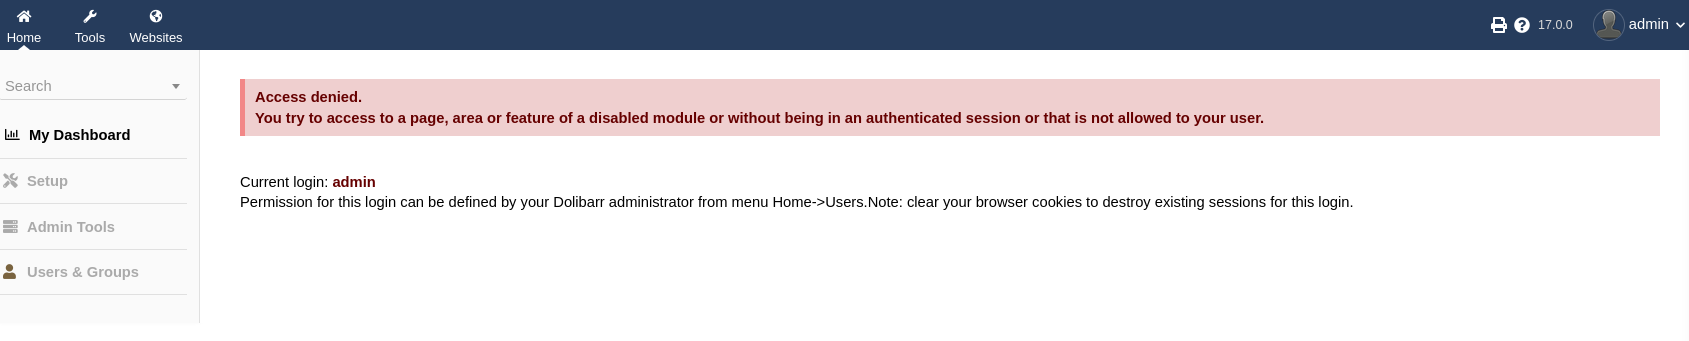 Home
Tools
Websites
17.0.0
admin
Search
My Dashboard
Setup
Admin Tools
Users & Groups
Access denied.
You try to access to a page, area or feature of a disabled module or without being in an authenticated session or that is not allowed to your user.
Current login: admin
Permission for this login can be defined by your Dolibarr administrator from menu Home->Users.Note: clear your browser cookies to destroy existing sessions for this login.